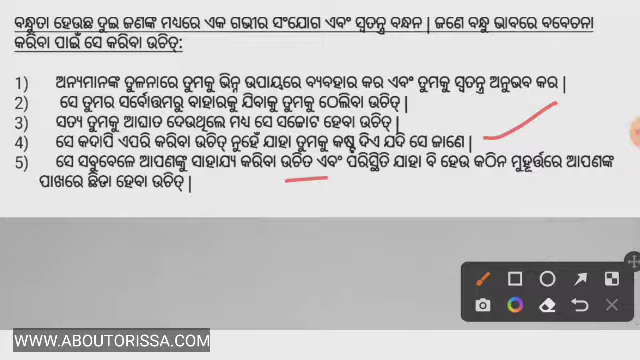 ବନ୍ଧୁତା ହେଉଛି ଦୁଇ ଜଣଙ୍କ ମଧ୍ୟରେ ଏକ ଗଭୀର ସଂଯୋଗ ଏବଂ ସ୍ୱତନ୍ତ୍ର ବନ୍ଧନ | ଜଣେ ବନ୍ଧୁ ଭାବରେ ବିବେଚନା
କରିବା ପାଇଁ ସେ କରିବା ଉଚିତ୍:
1) ଅନ୍ୟମାନଙ୍କ ତୁଳନାରେ ତୁମକୁ ଭିନ୍ନ ଉପାୟରେ ବ୍ୟବହାର କର ଏବଂ ତୁମକୁ ସ୍ୱତନ୍ତ୍ର ଅନୁଭବ କର |
2) ସେ ତୁମର ସର୍ବୋତ୍ତମରୁ ବାହାରକୁ ଯିବାକୁ ତୁମକୁ ଠେଲିବା ଉଚିତ୍ |
3) ସତ୍ୟ ତୁମକୁ ଆଘାତ ଦେଉଥିଲେ ମଧ୍ୟ ସେ ସଚ୍ଚୋଟ ହେବା ଉଚିତ୍ |
4) ସେ କଦାପି ଏପରି କରିବା ଉଚିତ୍ ନୁହେଁ ଯାହା ତୁମକୁ କଷ୍ଟ ଦିଏ ଯଦି ସେ ଜାଣେ |
5) ସେ ସବୁବେଳେ ଆପଣଙ୍କୁ ସାହାଯ୍ୟ କରିବା ଉଚିତ ଏବଂ ପରିସ୍ଥିତି ଯାହା ବି ହେଉ କଠିନ ମୁହୂର୍ତ୍ତରେ ଆପଣଙ୍କ
ପାଖରେ ଛିଡା ହେବା ଉଚିତ୍ |
WWW.ABOUTORISSA.COM